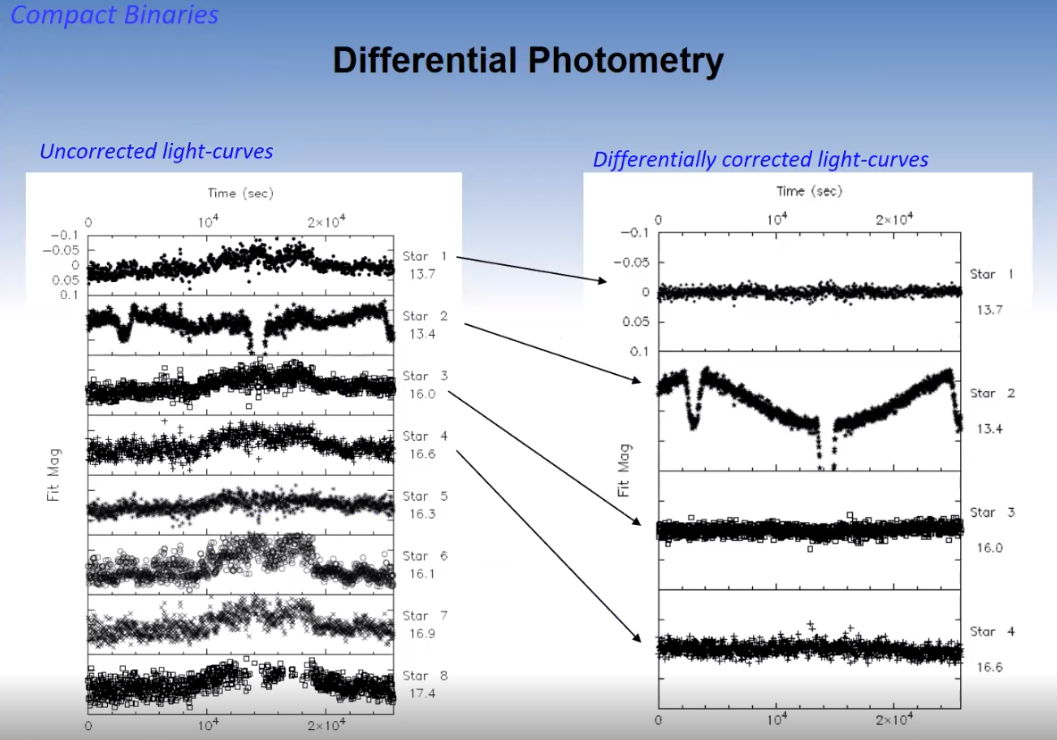 Compact Binaries
Differential Photometry
Uncorrected light-curves
Time (sec)
0 10⁴ 2×10⁴
−0.1
−0.05
0
0.05
0.1
Star 1
13.7
Star 2
13.4
Star 3
16.0
Star 4
16.6
Star 5
16.3
Star 6
16.1
Star 7
16.9
Star 8
17.4
Fit Mag
0 10⁴ 2×10⁴
Differentially corrected light-curves
Time (sec)
0 10⁴ 2×10⁴
−0.1
−0.05
0
0.05
0.1
Star 1
13.7
Star 2
13.4
Star 3
16.0
Star 4
16.6
Fit Mag
0 10⁴ 2×10⁴